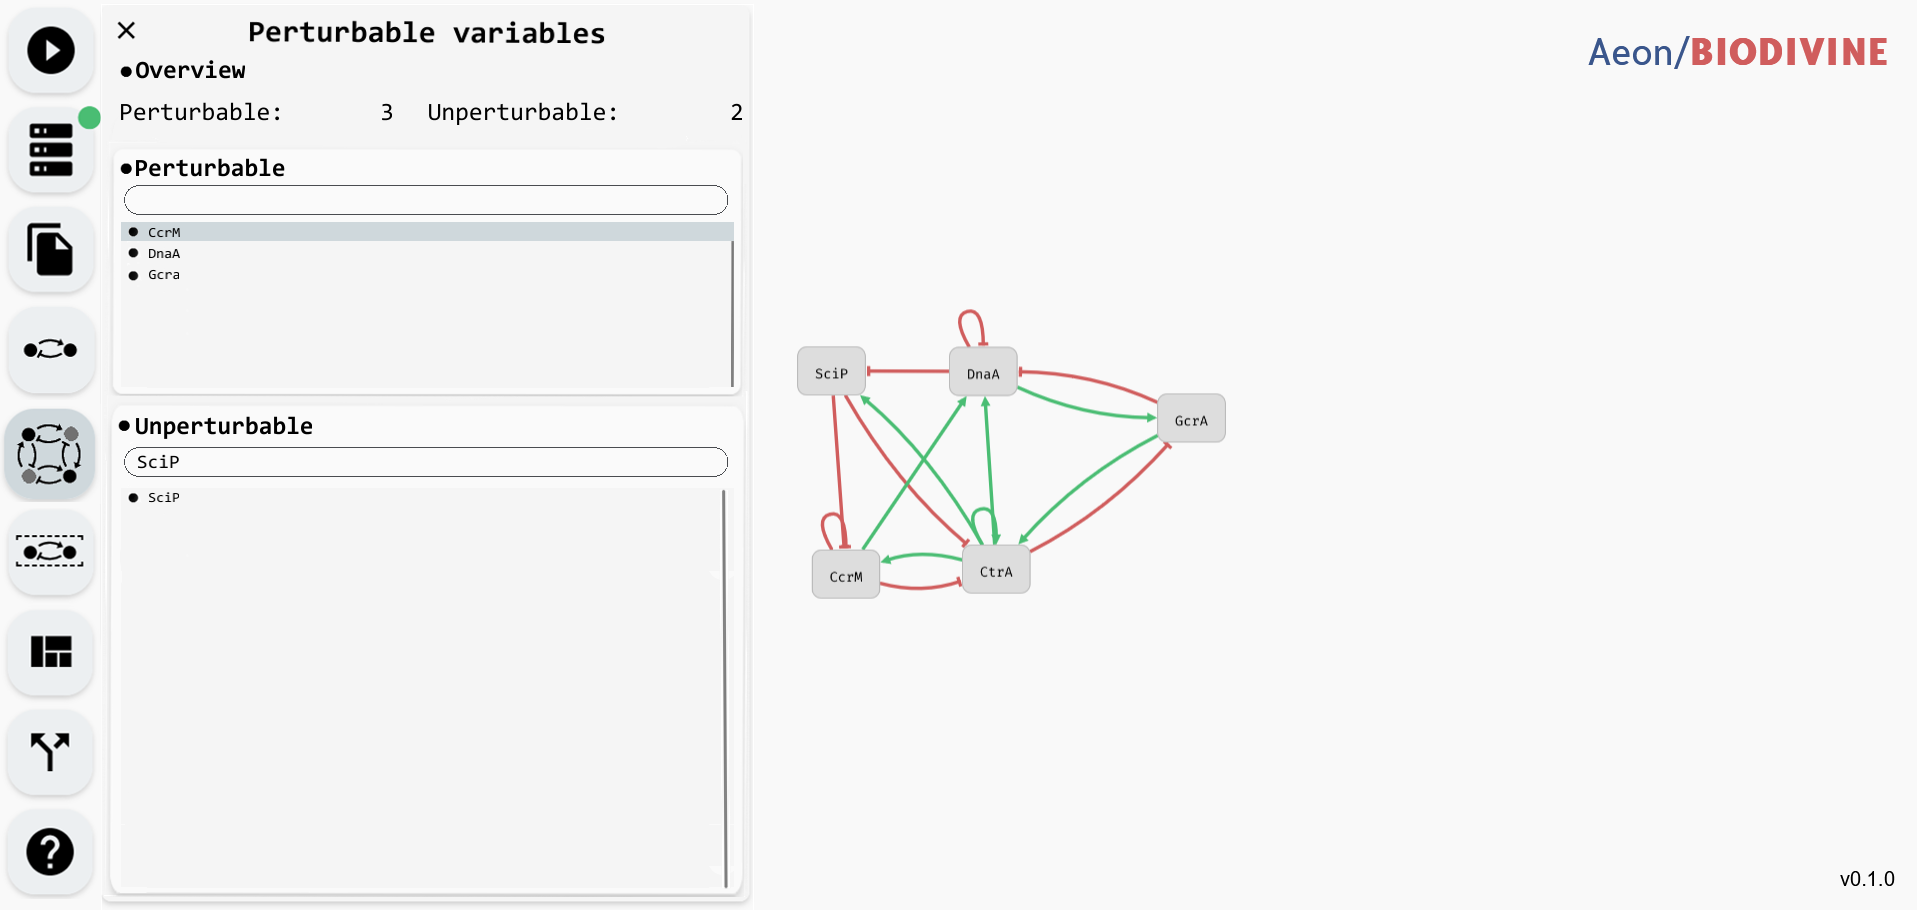 Perturbable variables
Overview
Perturbable: 3 Unperturbable: 2
Perturbable
CcrM
DnaA
Gcra
Unperturbable
SciP
SciP
Aeon/BIODIVINE
SciP
DnaA
GcrA
CcrM
CtrA
v0.1.0